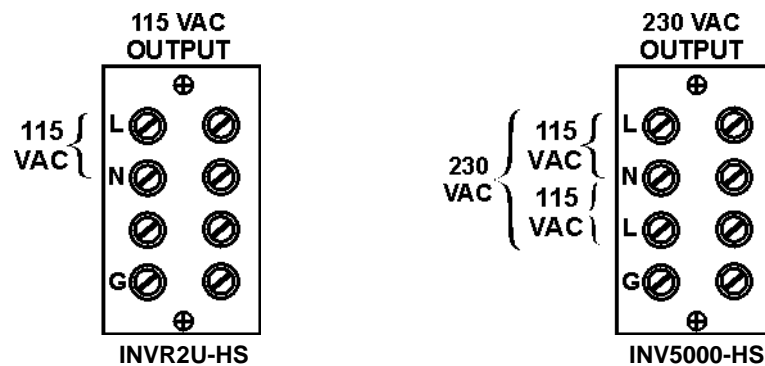 115 VAC
OUTPUT
115
VAC
L
N
G
INVR2U-HS
230 VAC
OUTPUT
230
VAC
115
VAC
115
VAC
L
N
L
G
INV5000-HS